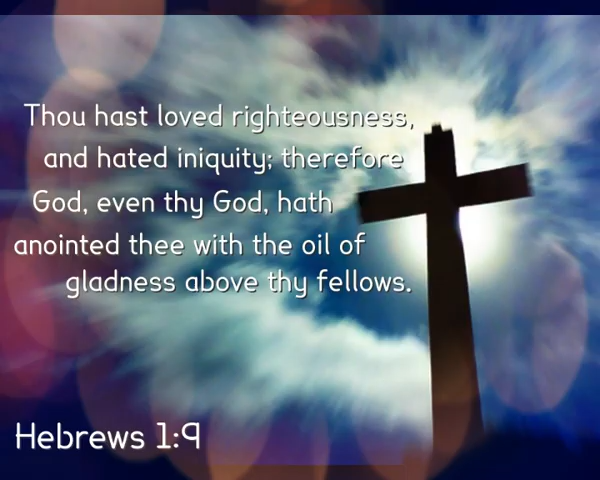 Thou hast loved righteousness,
and hated iniquity; therefore
God, even thy God, hath
anointed thee with the oil of
gladness above thy fellows.
Hebrews 1:9